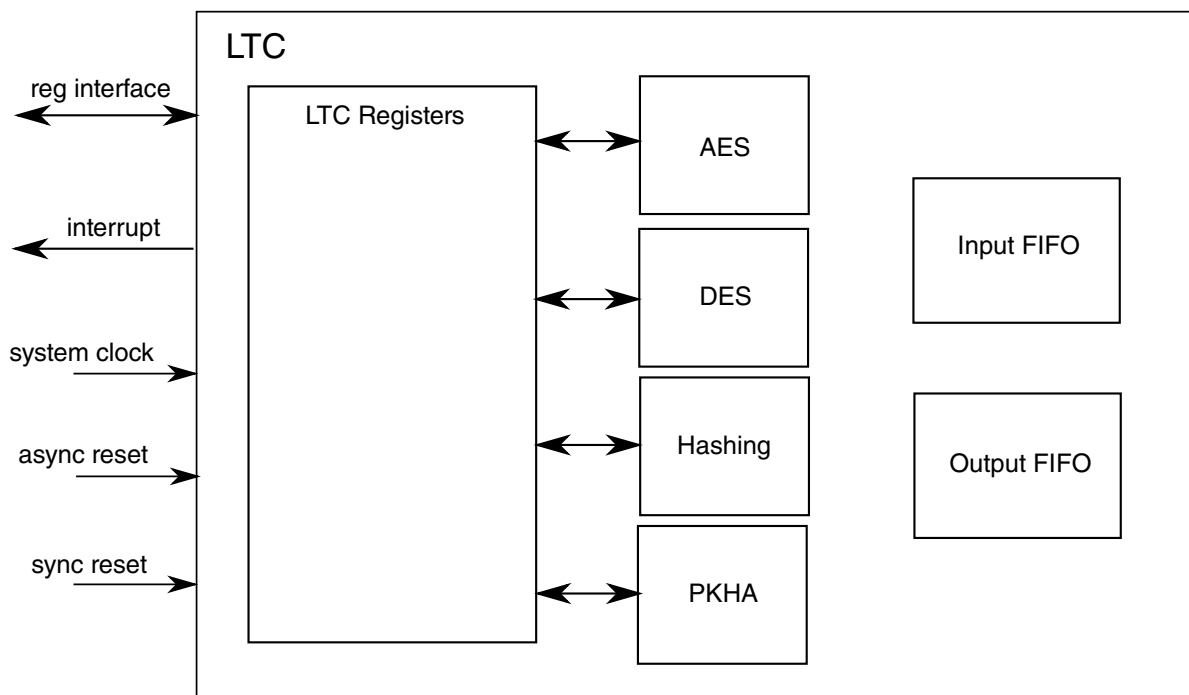 LTC
reg interface
LTC Registers
AES
interrupt
Input FIFO
DES
system clock
Hashing
async reset
Output FIFO
sync reset
PKHA